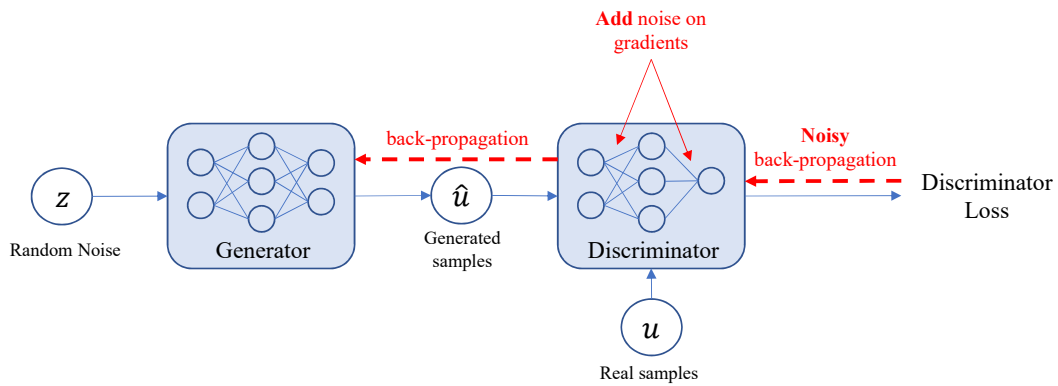 Add noise on
gradients
back-propagation
Noisy
back-propagation
z
Random Noise
Generator
û
Generated
samples
Discriminator
Discriminator
Loss
u
Real samples